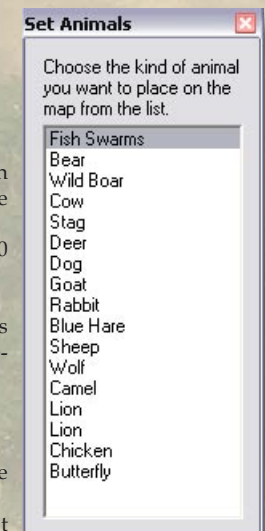 Set Animals
Choose the kind of animal
you want to place on the
map from the list.
Fish Swarms
Bear
Wild Boar
Cow
Stag
Deer
Dog
Goat
Rabbit
Blue Hare
Sheep
Wolf
Camel
Lion
Lion
Chicken
Butterfly